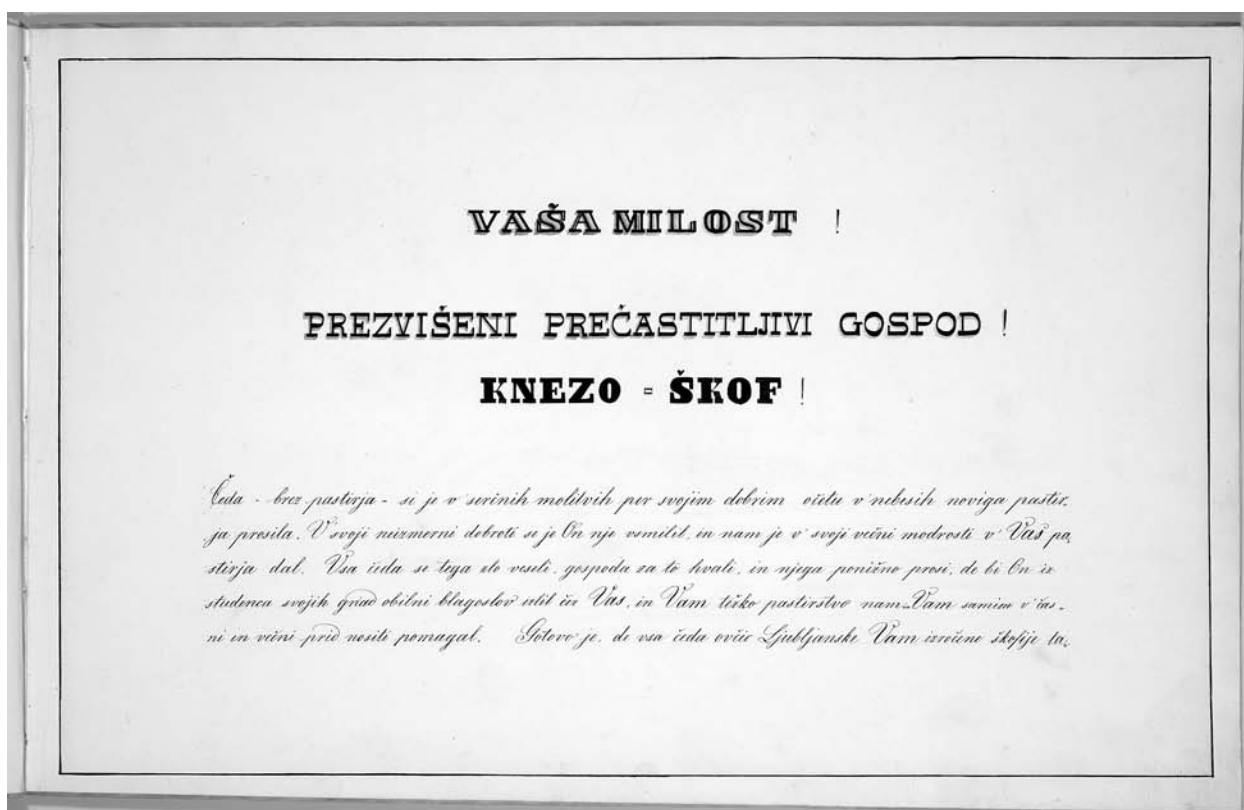 VAŠA MILOST !
PREZVIŠENI PREČASTITLJIVI GOSPOD !
KNEZO = ŠKOF !
Čeda - brez pastirja - si je v serčnih molitvih per svojim dobrim očetu v nebesih noviga pastir-
ja prosila. V svoji neizmerni dobroti se je On nje vsmilil, in nam je v svoji večni modrosti v Vas pa-
stirja dal. Vsa čeda se tega zlo veseli, gospoda za to hvali, in njega ponižno prosi, de bi On iz
studenca svojih gnad obilni blagoslov izlil čez Vas, in Vam težko pastirstvo nam - Vam samim v čas-
ni in večni prid nositi pomagal. Gotovo je, de vsa čeda ovčic Ljubljanske Vam izročene škofije ta-